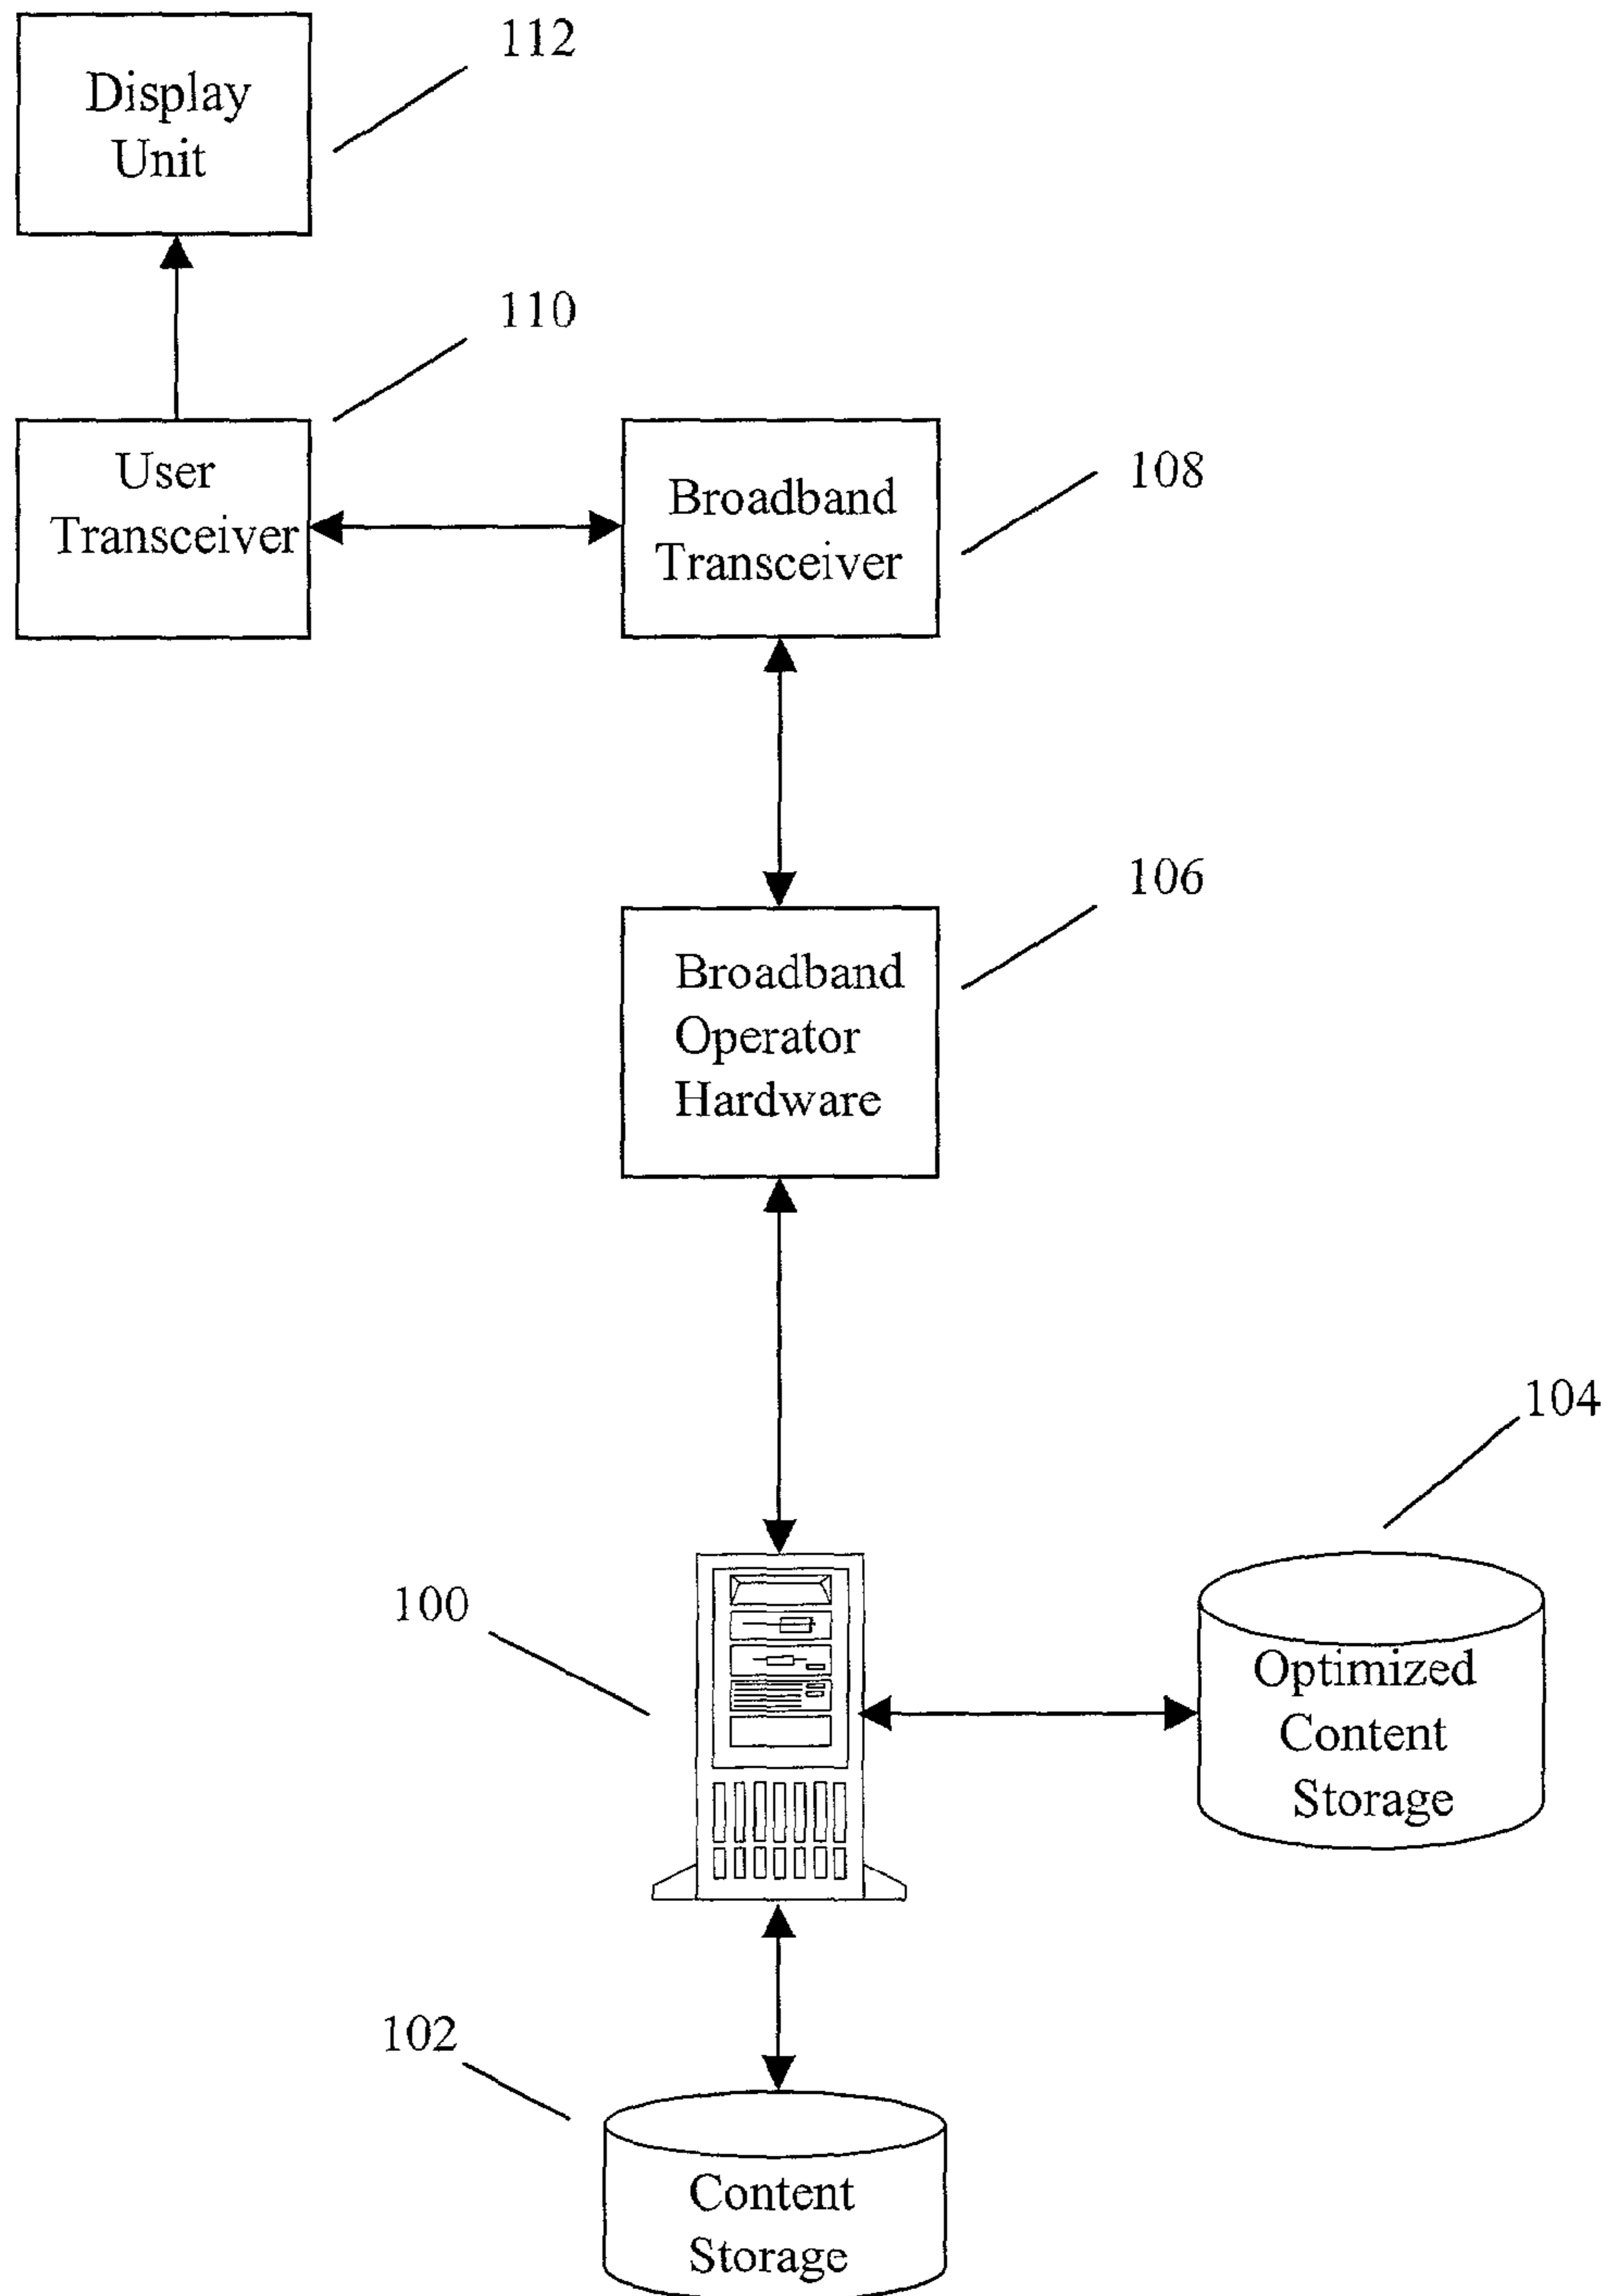 112
Display
Unit
110
User
Transceiver
Broadband
Transceiver
108
106
Broadband
Operator
Hardware
104
100
Optimized
Content
Storage
102
Content
Storage